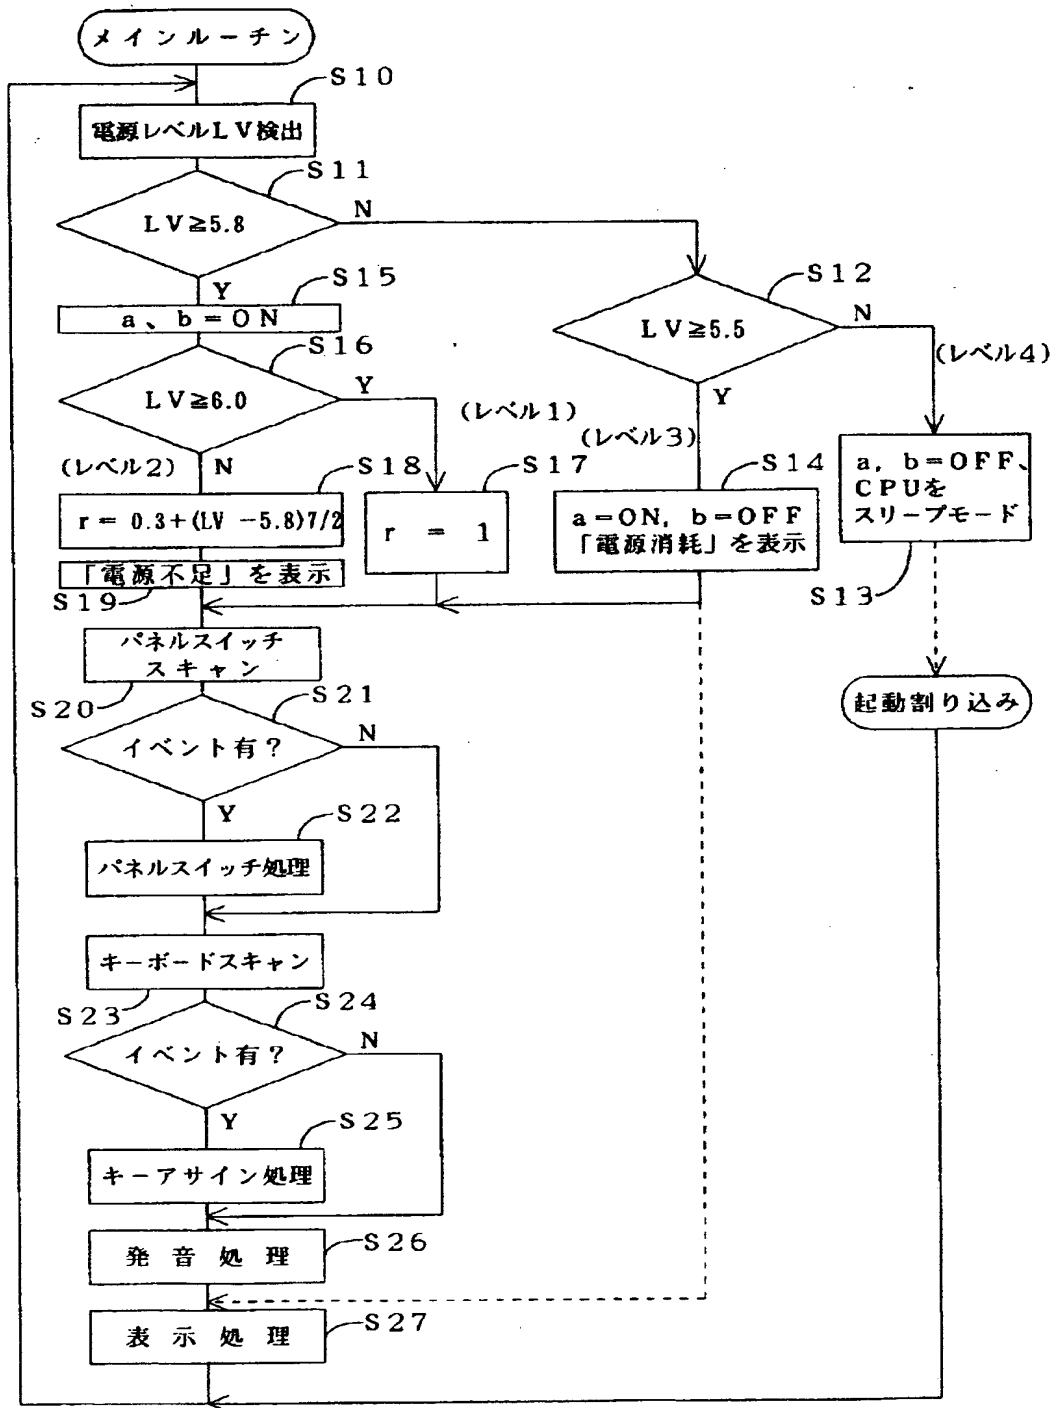 メインルーチン
S10
電源レベルLV検出
S11
LV≧5.8
N
Y
S15
a、b=ON
S12
LV≧5.5
N
Y
(レベル4)
S16
LV≧6.0
Y
(レベル1)
(レベル3)
(レベル2)
N
S18
r = 0.3+(LV -5.8)7/2
S17
r = 1
S14
a=ON, b=OFF
「電源消耗」を表示
a, b=OFF、
CPUを
スリープモード
S13
「電源不足」を表示
S19
パネルスイッチ
スキャン
S20
起動割り込み
S21
イベント有?
N
Y
S22
パネルスイッチ処理
キーボードスキャン
S23
S24
イベント有?
N
Y
S25
キーアサイン処理
発音処理
S26
表示処理
S27